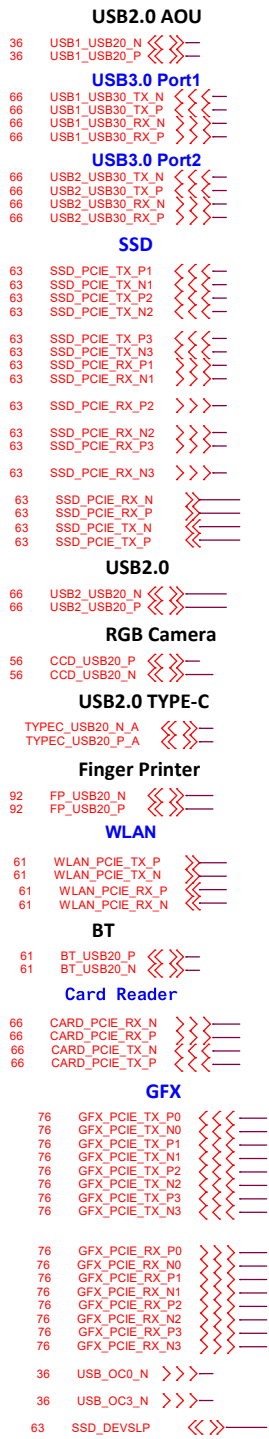 USB2.0 AOU
36 USB1_USB20_N
36 USB1_USB20_P
USB3.0 Port1
66 USB1_USB30_TX_N
66 USB1_USB30_TX_P
66 USB1_USB30_RX_N
66 USB1_USB30_RX_P
USB3.0 Port2
66 USB2_USB30_TX_N
66 USB2_USB30_TX_P
66 USB2_USB30_RX_N
66 USB2_USB30_RX_P
SSD
63 SSD_PCIE_TX_P1
63 SSD_PCIE_TX_N1
63 SSD_PCIE_TX_P2
63 SSD_PCIE_TX_N2
63 SSD_PCIE_TX_P3
63 SSD_PCIE_TX_N3
63 SSD_PCIE_RX_P1
63 SSD_PCIE_RX_N1
63 SSD_PCIE_RX_P2
63 SSD_PCIE_RX_N2
63 SSD_PCIE_RX_P3
63 SSD_PCIE_RX_N3
63 SSD_PCIE_RX_N
63 SSD_PCIE_RX_P
63 SSD_PCIE_TX_N
63 SSD_PCIE_TX_P
USB2.0
66 USB2_USB20_N
66 USB2_USB20_P
RGB Camera
56 CCD_USB20_P
56 CCD_USB20_N
USB2.0 TYPE-C
TYPEC_USB20_N_A
TYPEC_USB20_P_A
Finger Printer
92 FP_USB20_N
92 FP_USB20_P
WLAN
61 WLAN_PCIE_TX_P
61 WLAN_PCIE_TX_N
61 WLAN_PCIE_RX_P
61 WLAN_PCIE_RX_N
BT
61 BT_USB20_P
61 BT_USB20_N
Card Reader
66 CARD_PCIE_RX_N
66 CARD_PCIE_RX_P
66 CARD_PCIE_TX_N
66 CARD_PCIE_TX_P
GFX
76 GFX_PCIE_TX_P0
76 GFX_PCIE_TX_N0
76 GFX_PCIE_TX_P1
76 GFX_PCIE_TX_N1
76 GFX_PCIE_TX_P2
76 GFX_PCIE_TX_N2
76 GFX_PCIE_TX_P3
76 GFX_PCIE_TX_N3
76 GFX_PCIE_RX_P0
76 GFX_PCIE_RX_N0
76 GFX_PCIE_RX_P1
76 GFX_PCIE_RX_N1
76 GFX_PCIE_RX_P2
76 GFX_PCIE_RX_N2
76 GFX_PCIE_RX_P3
76 GFX_PCIE_RX_N3
36 USB_OC0_N
36 USB_OC3_N
63 SSD_DEVSLP